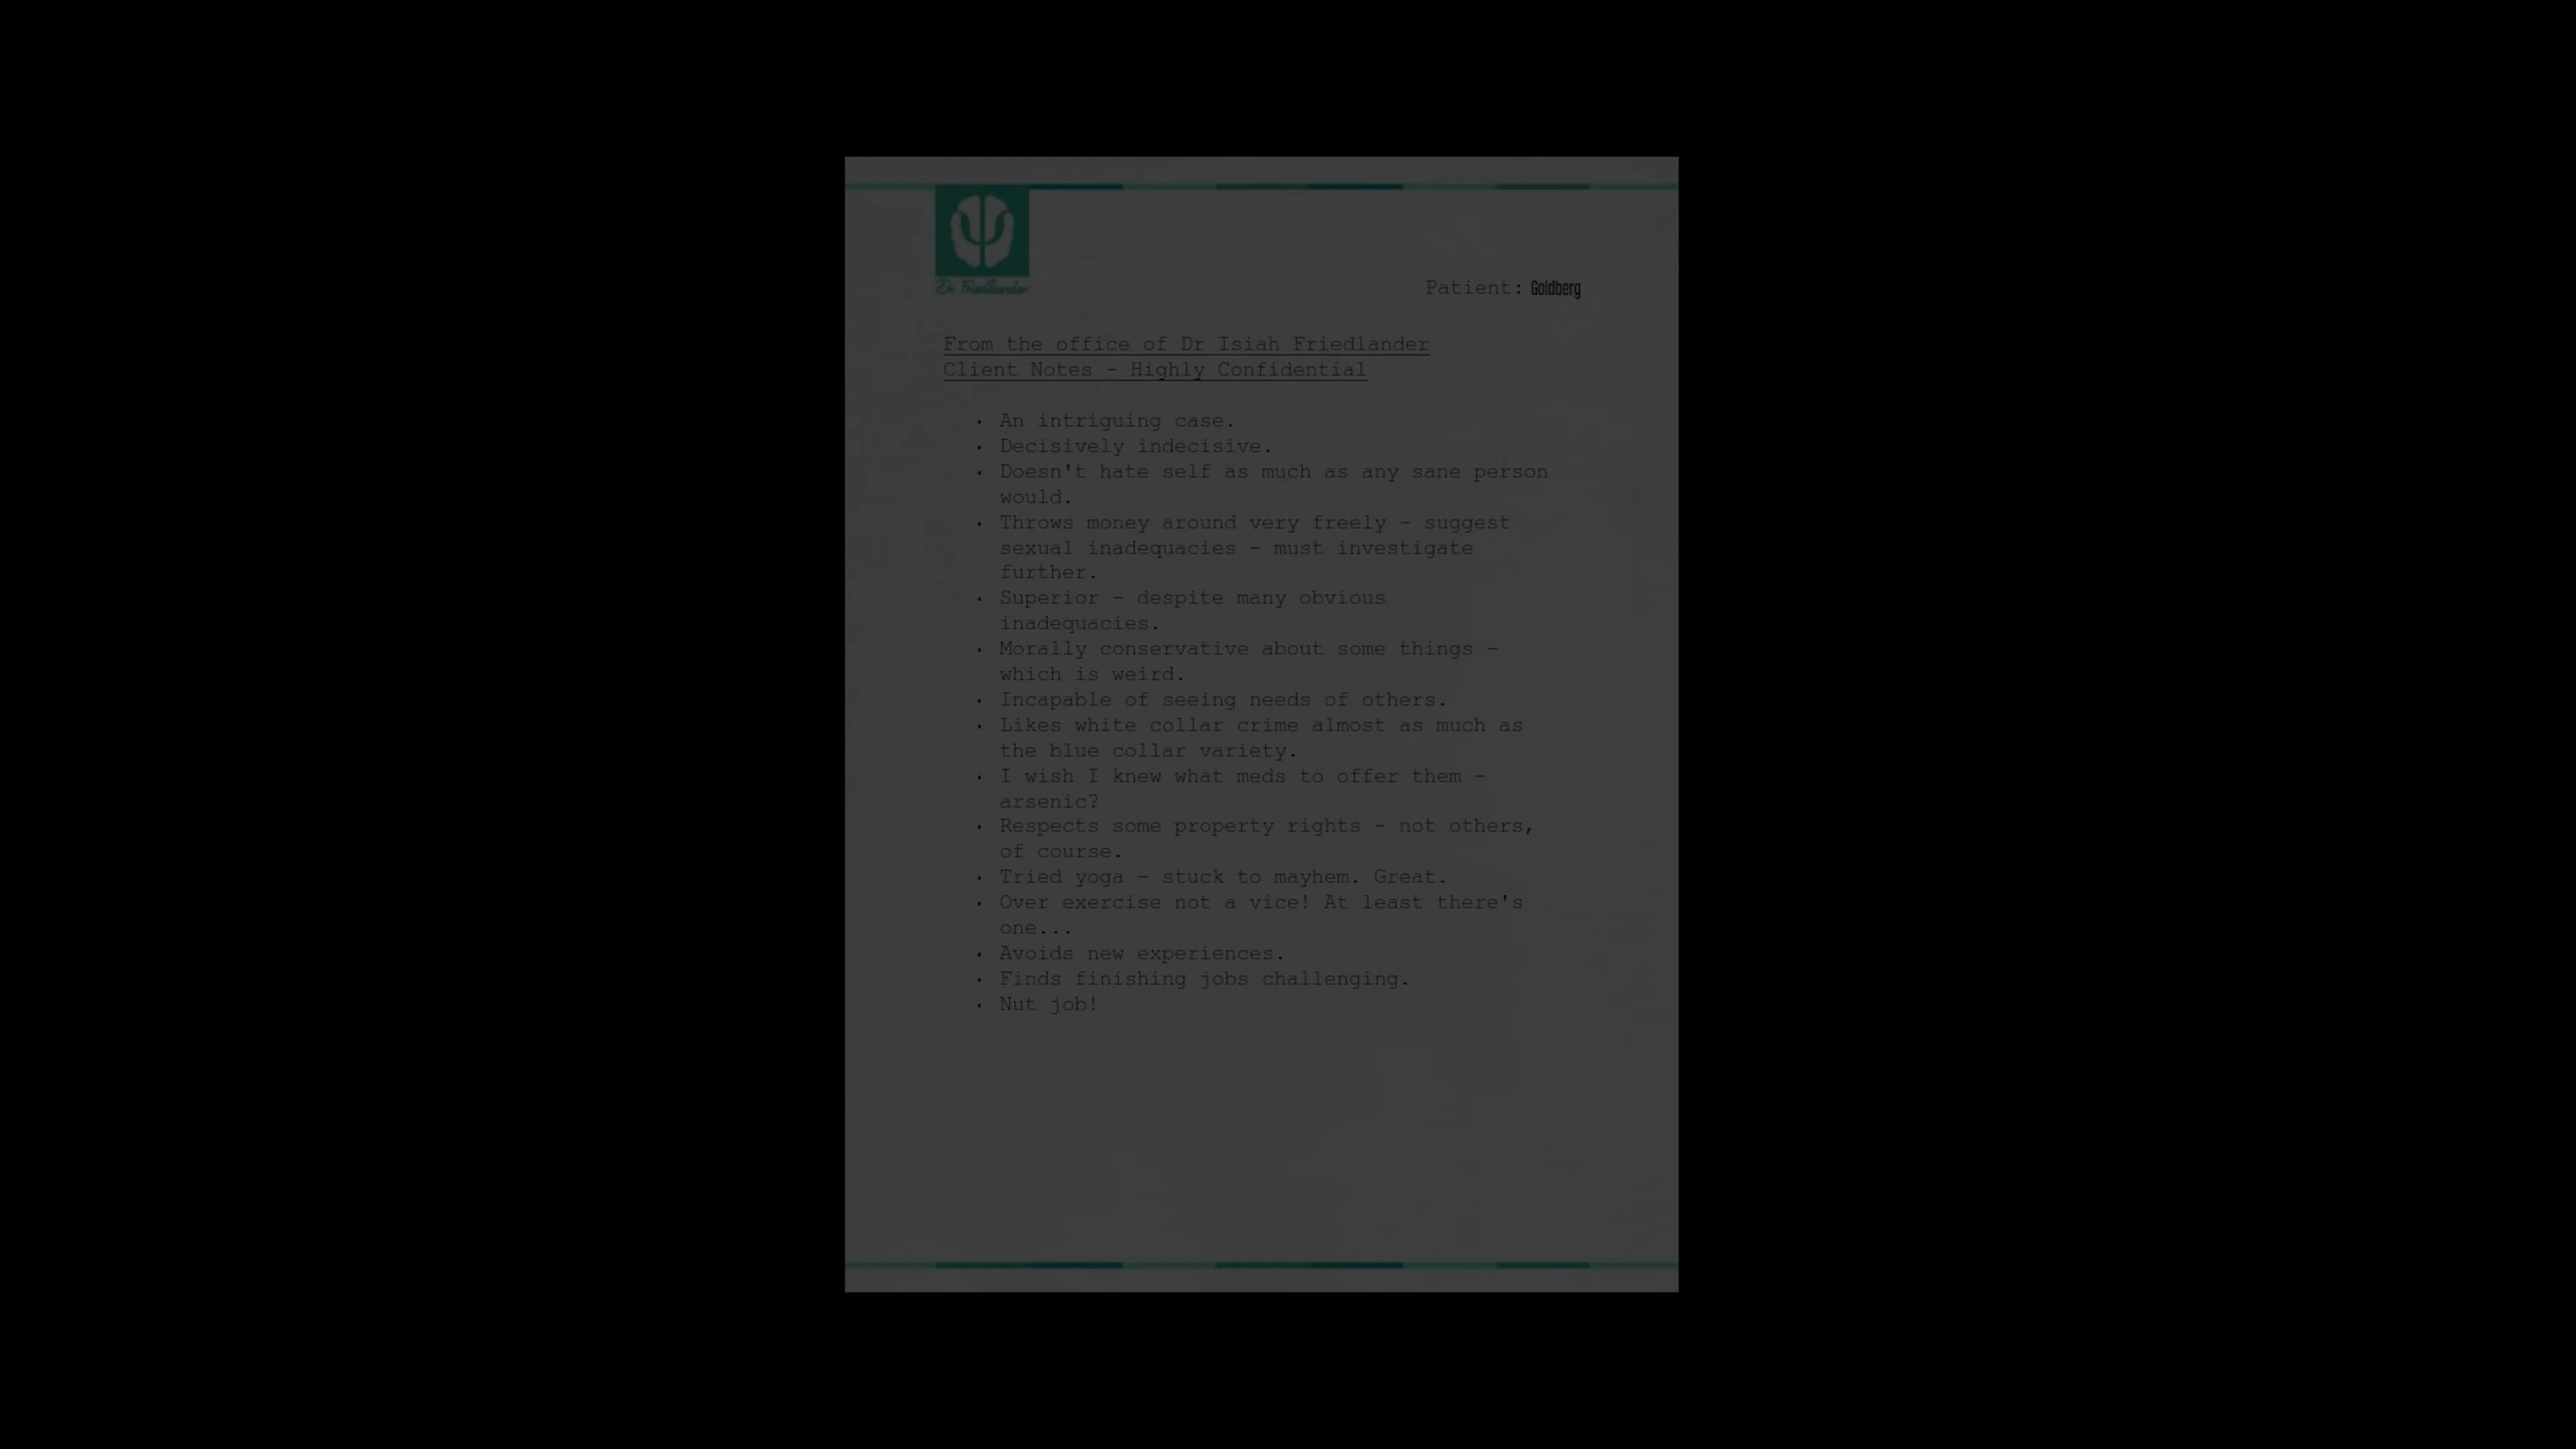 Dr. Friedlander
Patient: Goldberg
From the office of Dr Isiah Friedlander
Client Notes - Highly Confidential
· An intriguing case.
· Decisively indecisive.
· Doesn't hate self as much as any sane person
would.
· Throws money around very freely - suggest
sexual inadequacies - must investigate
further.
· Superior - despite many obvious
inadequacies.
· Morally conservative about some things -
which is weird.
· Incapable of seeing needs of others.
· Likes white collar crime almost as much as
the blue collar variety.
· I wish I knew what meds to offer them -
arsenic?
· Respects some property rights - not others,
of course.
· Tried yoga - stuck to mayhem. Great.
· Over exercise not a vice! At least there's
one...
· Avoids new experiences.
· Finds finishing jobs challenging.
· Nut job!